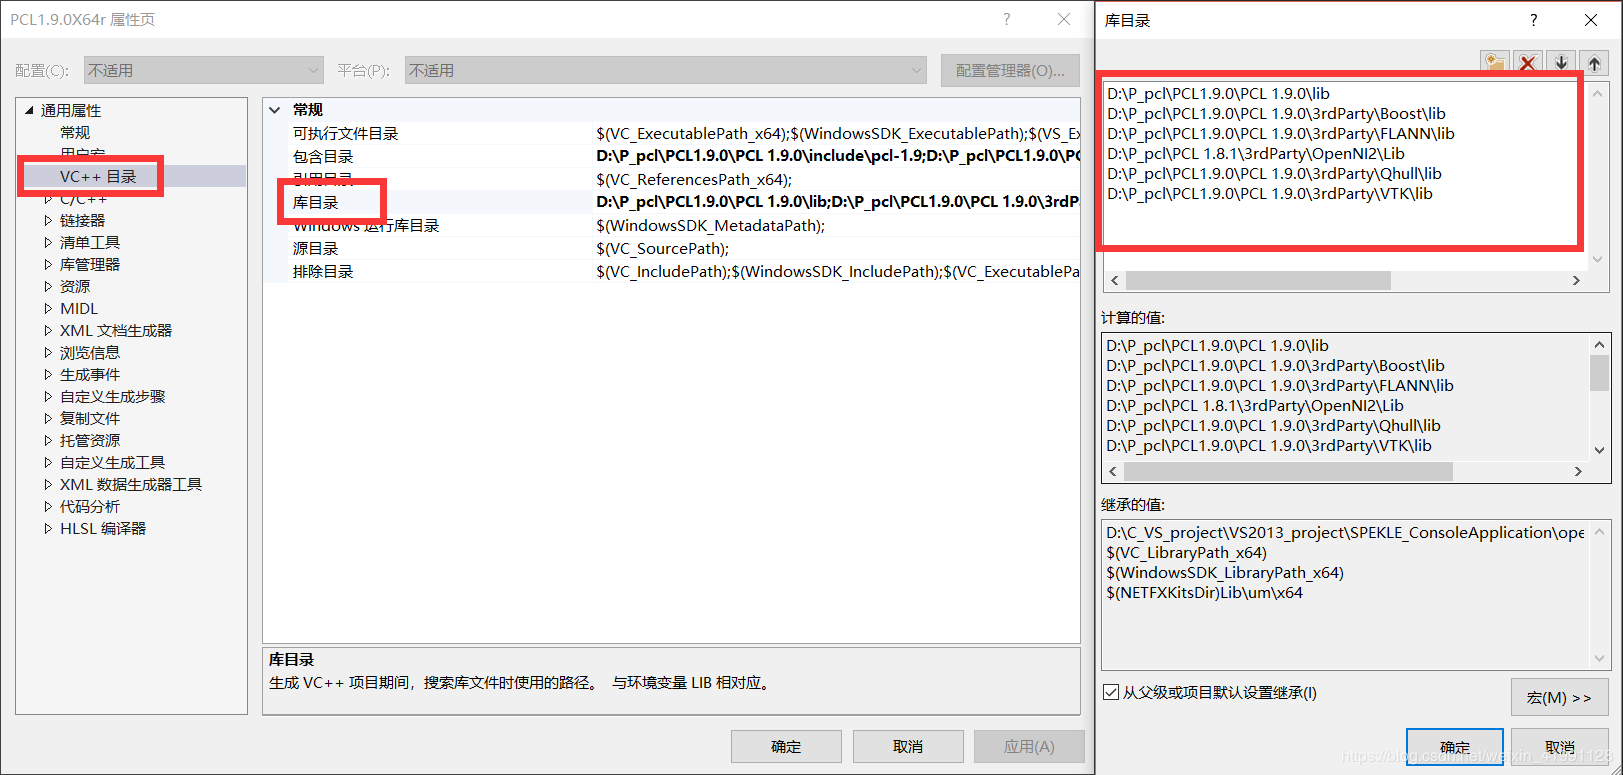 PCL1.9.0X64r 属性页
配置(C):
不适用
平台(P):
不适用
配置管理器(O)...
通用属性
常规
用户宏
VC++ 目录
C/C++
链接器
清单工具
库管理器
资源
MIDL
XML 文档生成器
浏览信息
生成事件
自定义生成步骤
复制文件
托管资源
自定义生成工具
XML 数据生成器工具
代码分析
HLSL 编译器
常规
可执行文件目录 $(VC_ExecutablePath_x64);$(WindowsSDK_ExecutablePath);$(VS_Ex
包含目录 D:\P_pcl\PCL1.9.0\PCL 1.9.0\include\pcl-1.9;D:\P_pcl\PCL1.9.0\PC
引用目录 $(VC_ReferencesPath_x64);
库目录 D:\P_pcl\PCL1.9.0\PCL 1.9.0\lib;D:\P_pcl\PCL1.9.0\PCL 1.9.0\3rdP
Windows 运行库目录 $(WindowsSDK_MetadataPath);
源目录 $(VC_SourcePath);
排除目录 $(VC_IncludePath);$(WindowsSDK_IncludePath);$(VC_ExecutablePa
库目录
生成 VC++ 项目期间，搜索库文件时使用的路径。 与环境变量 LIB 相对应。
确定
取消
应用(A)
库目录
D:\P_pcl\PCL1.9.0\PCL 1.9.0\lib
D:\P_pcl\PCL1.9.0\PCL 1.9.0\3rdParty\Boost\lib
D:\P_pcl\PCL1.9.0\PCL 1.9.0\3rdParty\FLANN\lib
D:\P_pcl\PCL 1.8.1\3rdParty\OpenNI2\Lib
D:\P_pcl\PCL1.9.0\PCL 1.9.0\3rdParty\Qhull\lib
D:\P_pcl\PCL1.9.0\PCL 1.9.0\3rdParty\VTK\lib
计算的值:
D:\P_pcl\PCL1.9.0\PCL 1.9.0\lib
D:\P_pcl\PCL1.9.0\PCL 1.9.0\3rdParty\Boost\lib
D:\P_pcl\PCL1.9.0\PCL 1.9.0\3rdParty\FLANN\lib
D:\P_pcl\PCL 1.8.1\3rdParty\OpenNI2\Lib
D:\P_pcl\PCL1.9.0\PCL 1.9.0\3rdParty\Qhull\lib
D:\P_pcl\PCL1.9.0\PCL 1.9.0\3rdParty\VTK\lib
继承的值:
D:\C_VS_project\VS2013_project\SPEKLE_ConsoleApplication\ope
$(VC_LibraryPath_x64)
$(WindowsSDK_LibraryPath_x64)
$(NETFXKitsDir)Lib\um\x64
从父级或项目默认设置继承(I)
宏(M) >>
确定
取消